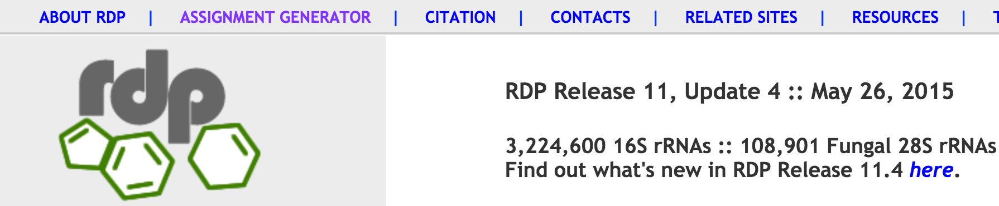 ABOUT RDP | ASSIGNMENT GENERATOR | CITATION | CONTACTS | RELATED SITES | RESOURCES |
rdp
RDP Release 11, Update 4 :: May 26, 2015
3,224,600 16S rRNAs :: 108,901 Fungal 28S rRNAs
Find out what's new in RDP Release 11.4 here.